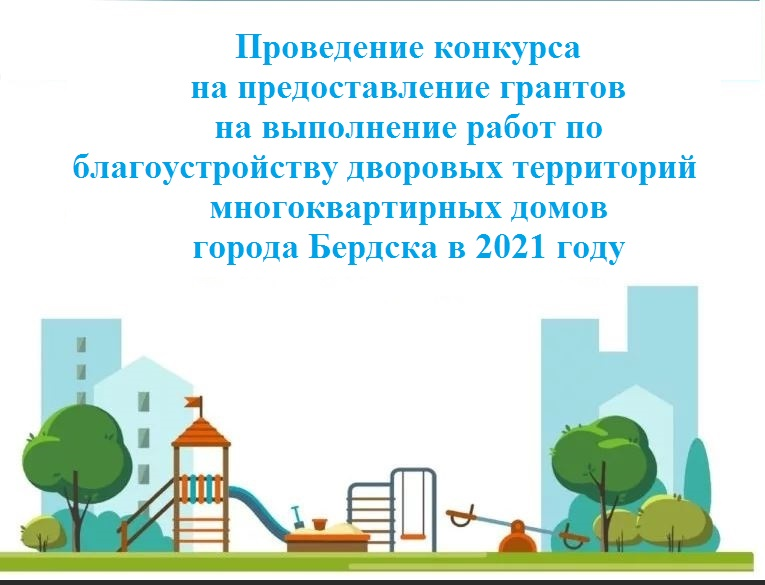 Проведение конкурса
на предоставление грантов
на выполнение работ по
благоустройству дворовых территорий
многоквартирных домов
города Бердска в 2021 году